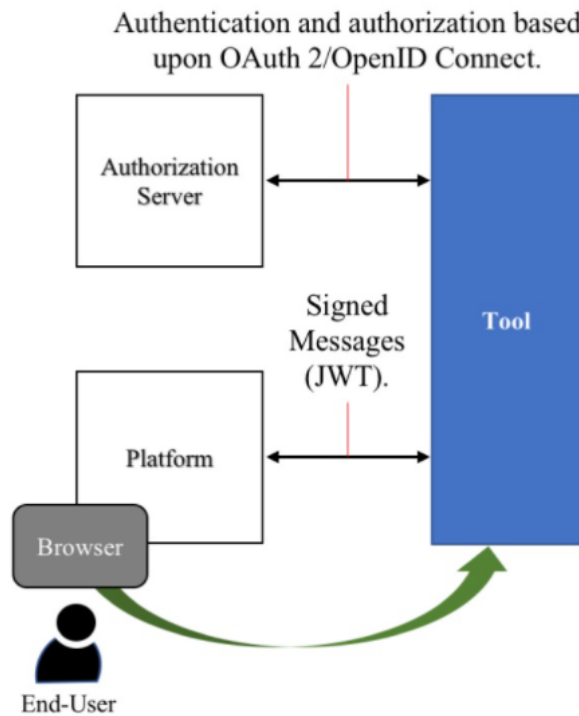 Authentication and authorization based
upon OAuth 2/OpenID Connect.
Authorization
Server
Tool
Signed
Messages
(JWT).
Platform
Browser
End-User